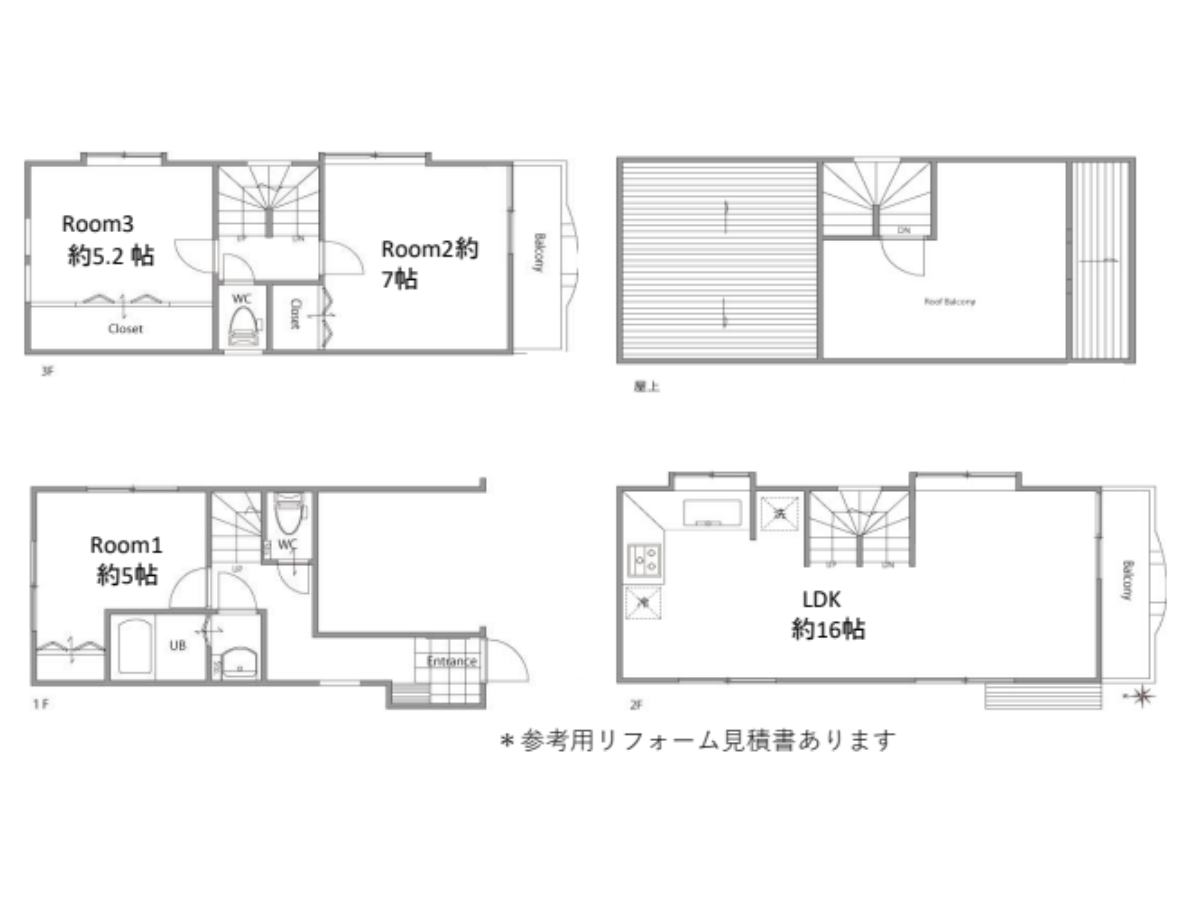 Room3
約5.2 帖
Closet
UP
DN
WC
Closet
Room2約
7帖
Balcony
3F
DN
Roof Balcony
屋上
Room1
約5帖
UP
WC
UB
Entrance
1F
洗
冷
UP
DN
LDK
約16帖
Balcony
2F
＊参考用リフォーム見積書あります